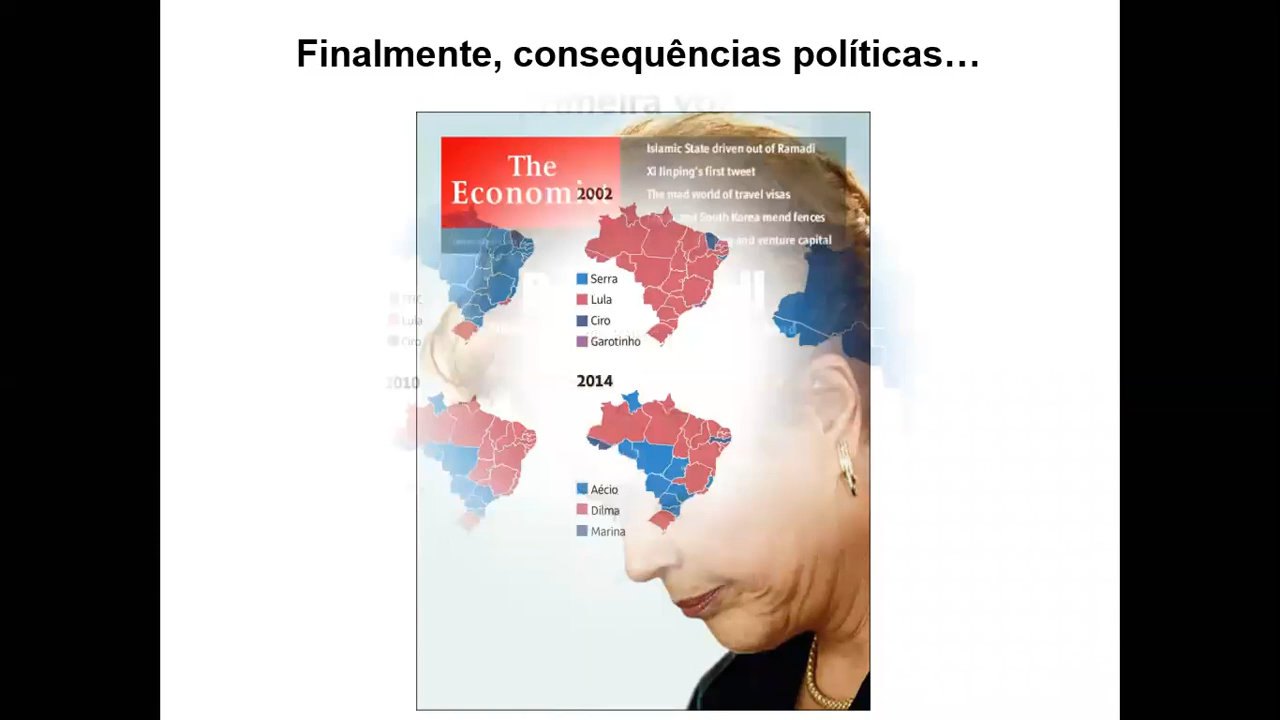 Finalmente, consequências políticas…
The
Econom
2002
Islamic State driven out of Ramadi
Xi Jinping's first tweet
The mad world of travel visas
and South Korea mend fences
and venture capital
Serra
Lula
Ciro
Garotinho
Lula
Ciro
2010
2014
Aécio
Dilma
Marina